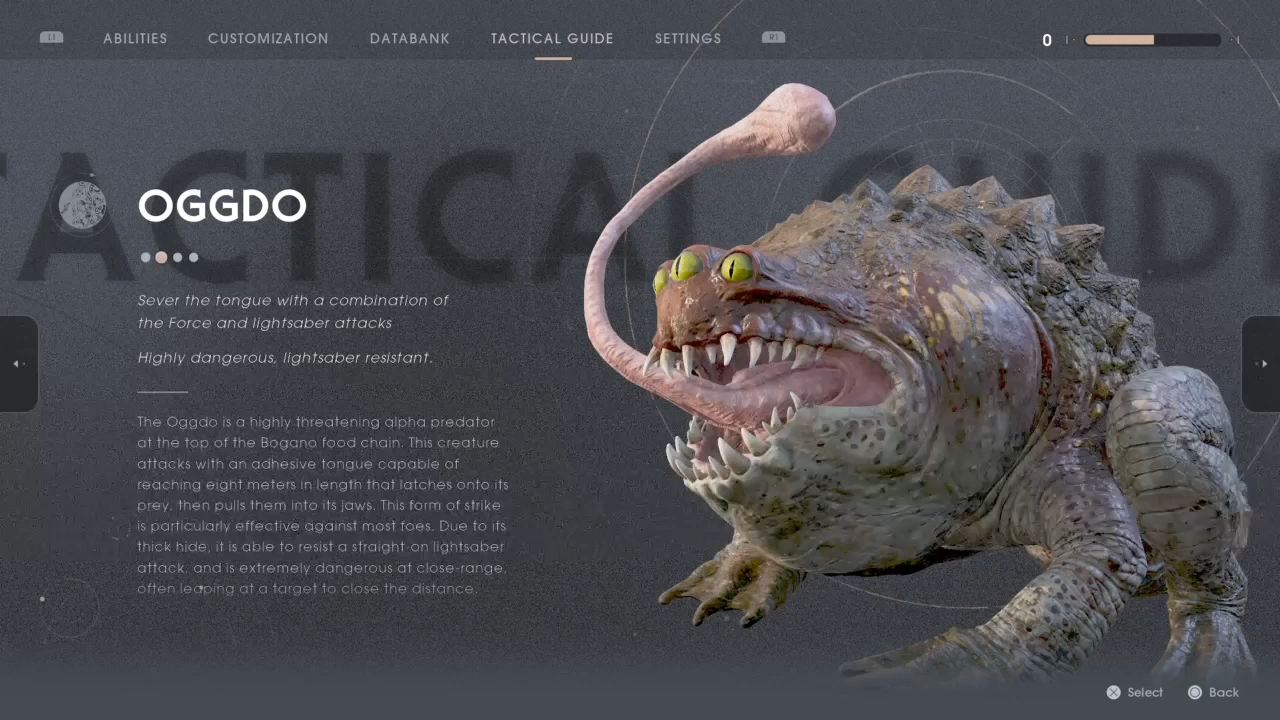 L1 ABILITIES CUSTOMIZATION DATABANK TACTICAL GUIDE SETTINGS R1 0
TACTICAL GUIDE
OGGDO
Sever the tongue with a combination of
the Force and lightsaber attacks
Highly dangerous, lightsaber resistant.
The Oggdo is a highly threatening alpha predator
at the top of the Bogano food chain. This creature
attacks with an adhesive tongue capable of
reaching eight meters in length that latches onto its
prey, then pulls them into its jaws. This form of strike
is particularly effective against most foes. Due to its
thick hide, it is able to resist a straight-on lightsaber
attack, and is extremely dangerous at close-range,
often leaping at a target to close the distance.
Select Back